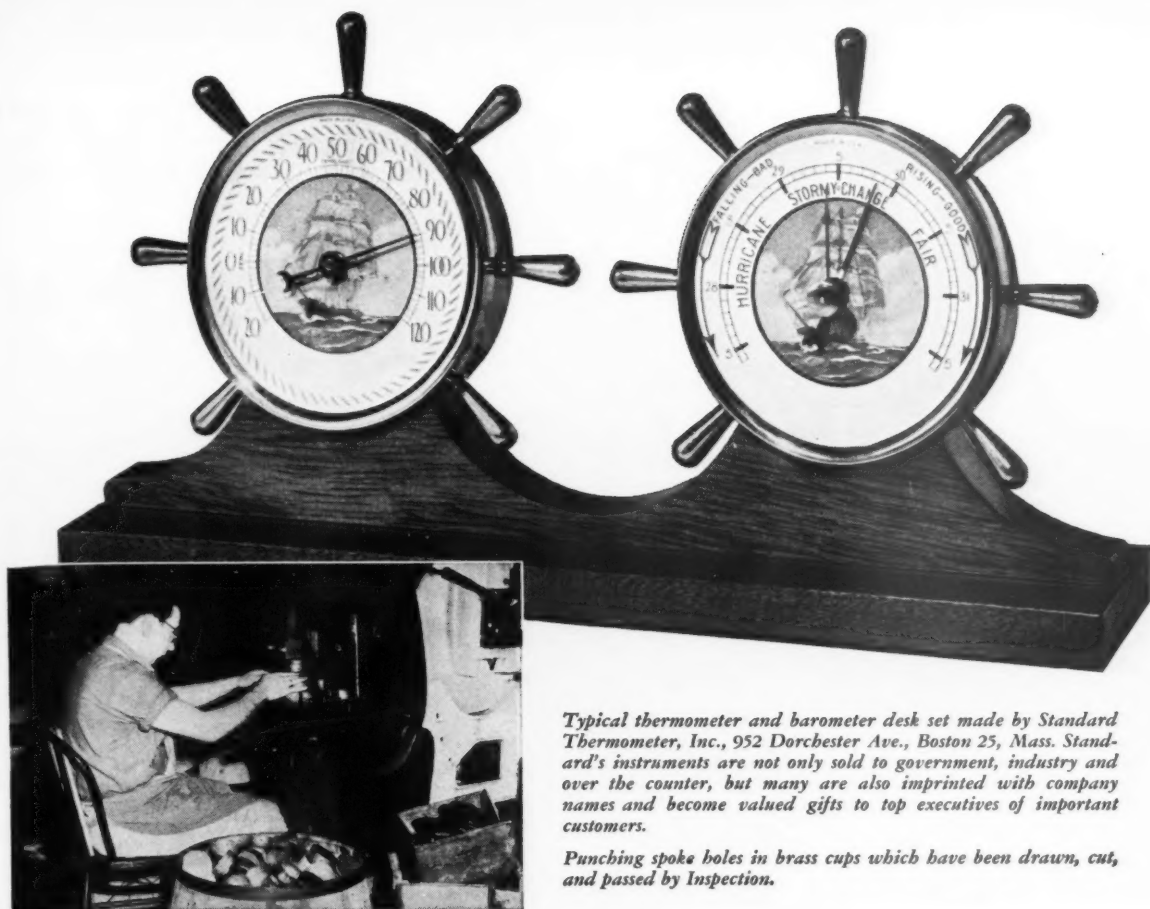 20 10 0 10 20 30 40 50 60 70 80 90 100 110 120
FALLING—BAD
RISING—GOOD
HURRICANE
STORMY·CHANGE
FAIR
5 28 29 5 30 31 5
Typical thermometer and barometer desk set made by Standard
Thermometer, Inc., 952 Dorchester Ave., Boston 25, Mass. Stand-
ard's instruments are not only sold to government, industry and
over the counter, but many are also imprinted with company
names and become valued gifts to top executives of important
customers.
Punching spoke holes in brass cups which have been drawn, cut,
and passed by Inspection.